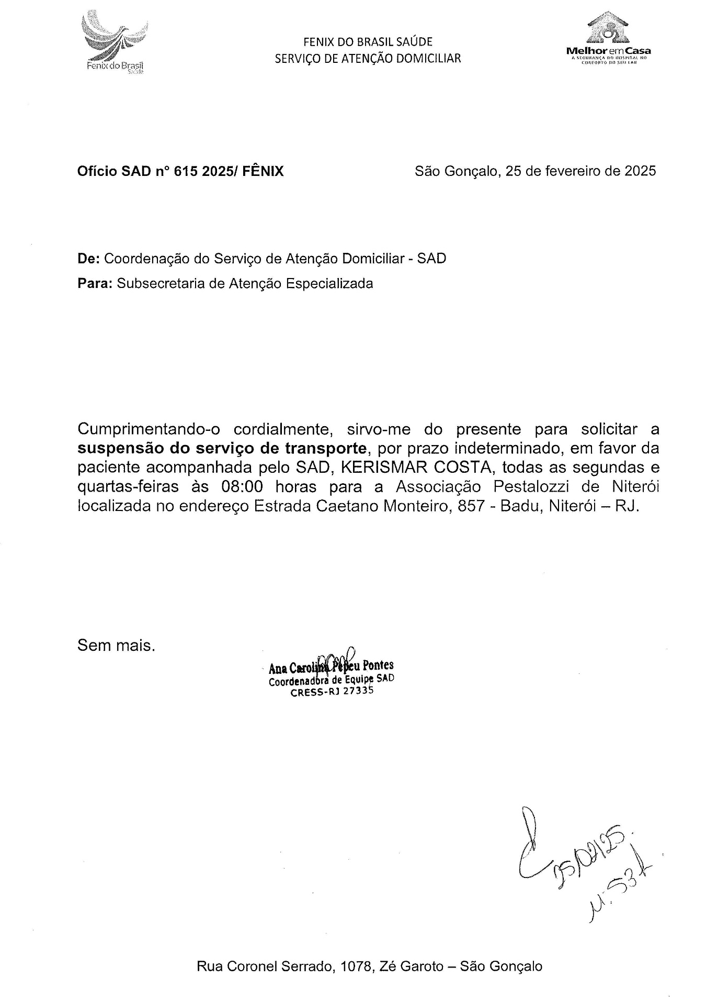 Fenix do Brasil
Saúde
FENIX DO BRASIL SAÚDE
SERVIÇO DE ATENÇÃO DOMICILIAR
Melhor em Casa
A SEGURANÇA DO HOSPITAL NO
CONFORTO DO SEU LAR
Ofício SAD nº 615 2025/ FÊNIX
São Gonçalo, 25 de fevereiro de 2025
De: Coordenação do Serviço de Atenção Domiciliar - SAD
Para: Subsecretaria de Atenção Especializada
Cumprimentando-o cordialmente, sirvo-me do presente para solicitar a
suspensão do serviço de transporte, por prazo indeterminado, em favor da
paciente acompanhada pelo SAD, KERISMAR COSTA, todas as segundas e
quartas-feiras às 08:00 horas para a Associação Pestalozzi de Niterói
localizada no endereço Estrada Caetano Monteiro, 857 - Badu, Niterói – RJ.
Sem mais.
Ana Carolina Pepeu Pontes
Coordenadora de Equipe SAD
CRESS-RJ 27335
25/02/25.
Rua Coronel Serrado, 1078, Zé Garoto – São Gonçalo